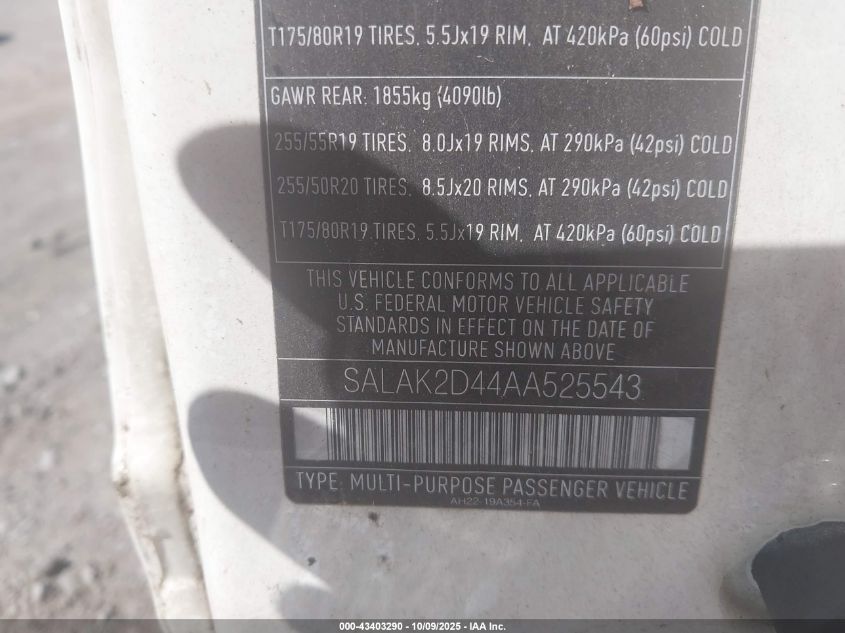 T175/80R19 TIRES, 5.5Jx19 RIM, AT 420kPa (60psi) COLD
GAWR REAR: 1855kg (4090lb)
255/55R19 TIRES, 8.0Jx19 RIMS, AT 290kPa (42psi) COLD
255/50R20 TIRES, 8.5Jx20 RIMS, AT 290kPa (42psi) COLD
T175/80R19 TIRES, 5.5Jx19 RIM, AT 420kPa (60psi) COLD
THIS VEHICLE CONFORMS TO ALL APPLICABLE
U.S. FEDERAL MOTOR VEHICLE SAFETY
STANDARDS IN EFFECT ON THE DATE OF
MANUFACTURE SHOWN ABOVE
SALAK2D44AA525543
TYPE: MULTI-PURPOSE PASSENGER VEHICLE
AH22-19A354-FA
000-43403290 - 10/09/2025 - IAA Inc.